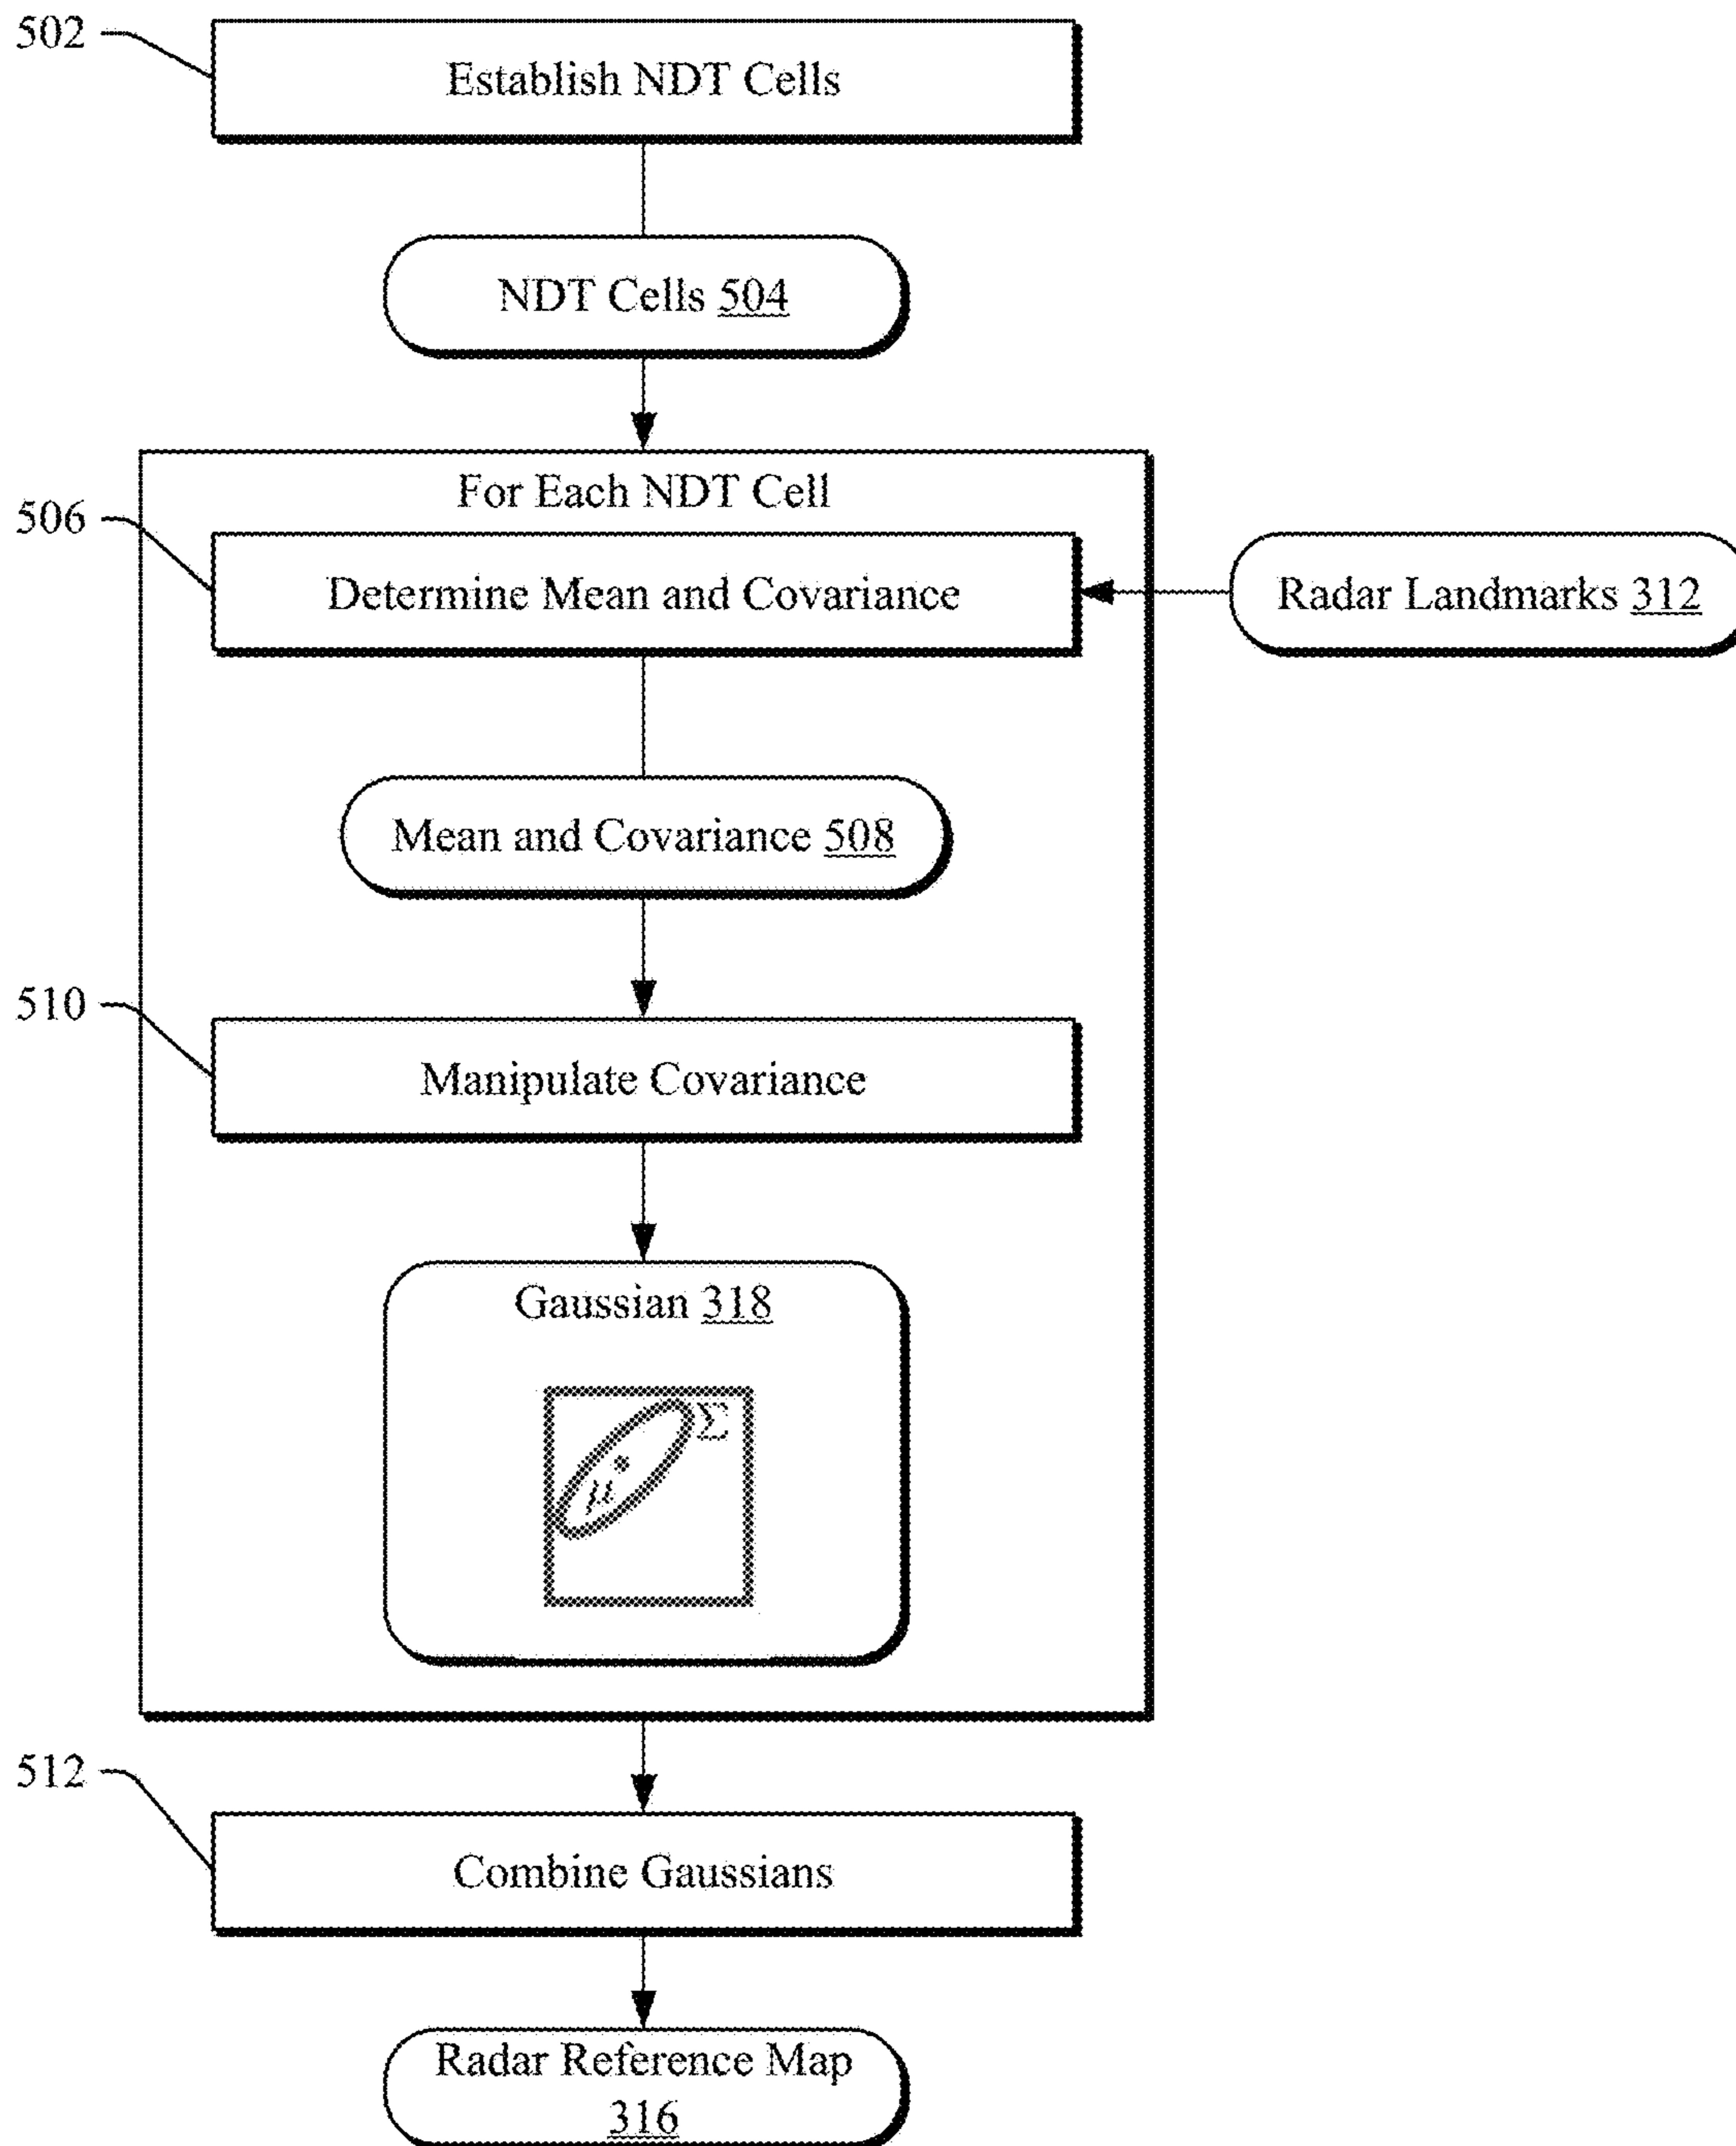 502
Establish NDT Cells
NDT Cells 504
For Each NDT Cell
506
Determine Mean and Covariance
Radar Landmarks 312
Mean and Covariance 508
510
Manipulate Covariance
Gaussian 318
Σ
μ
512
Combine Gaussians
Radar Reference Map
316